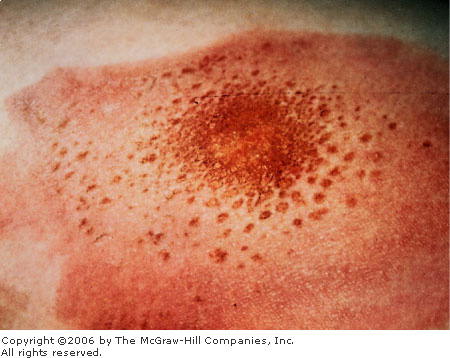 Copyright ©2006 by The McGraw-Hill Companies, Inc.
All rights reserved.